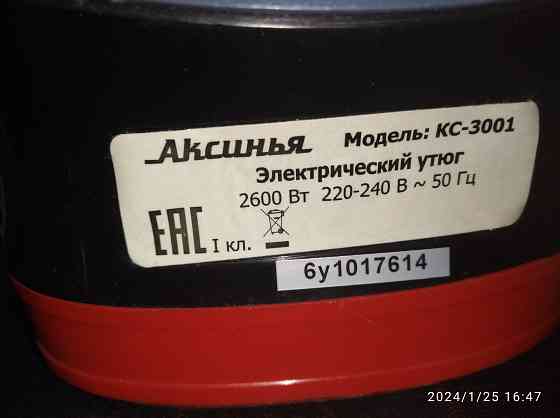 Аксинья Модель: КС-3001
Электрический утюг
2600 Вт 220-240 В ~ 50 Гц
ЕАС I кл.
6у1017614
2024/1/25 16:47